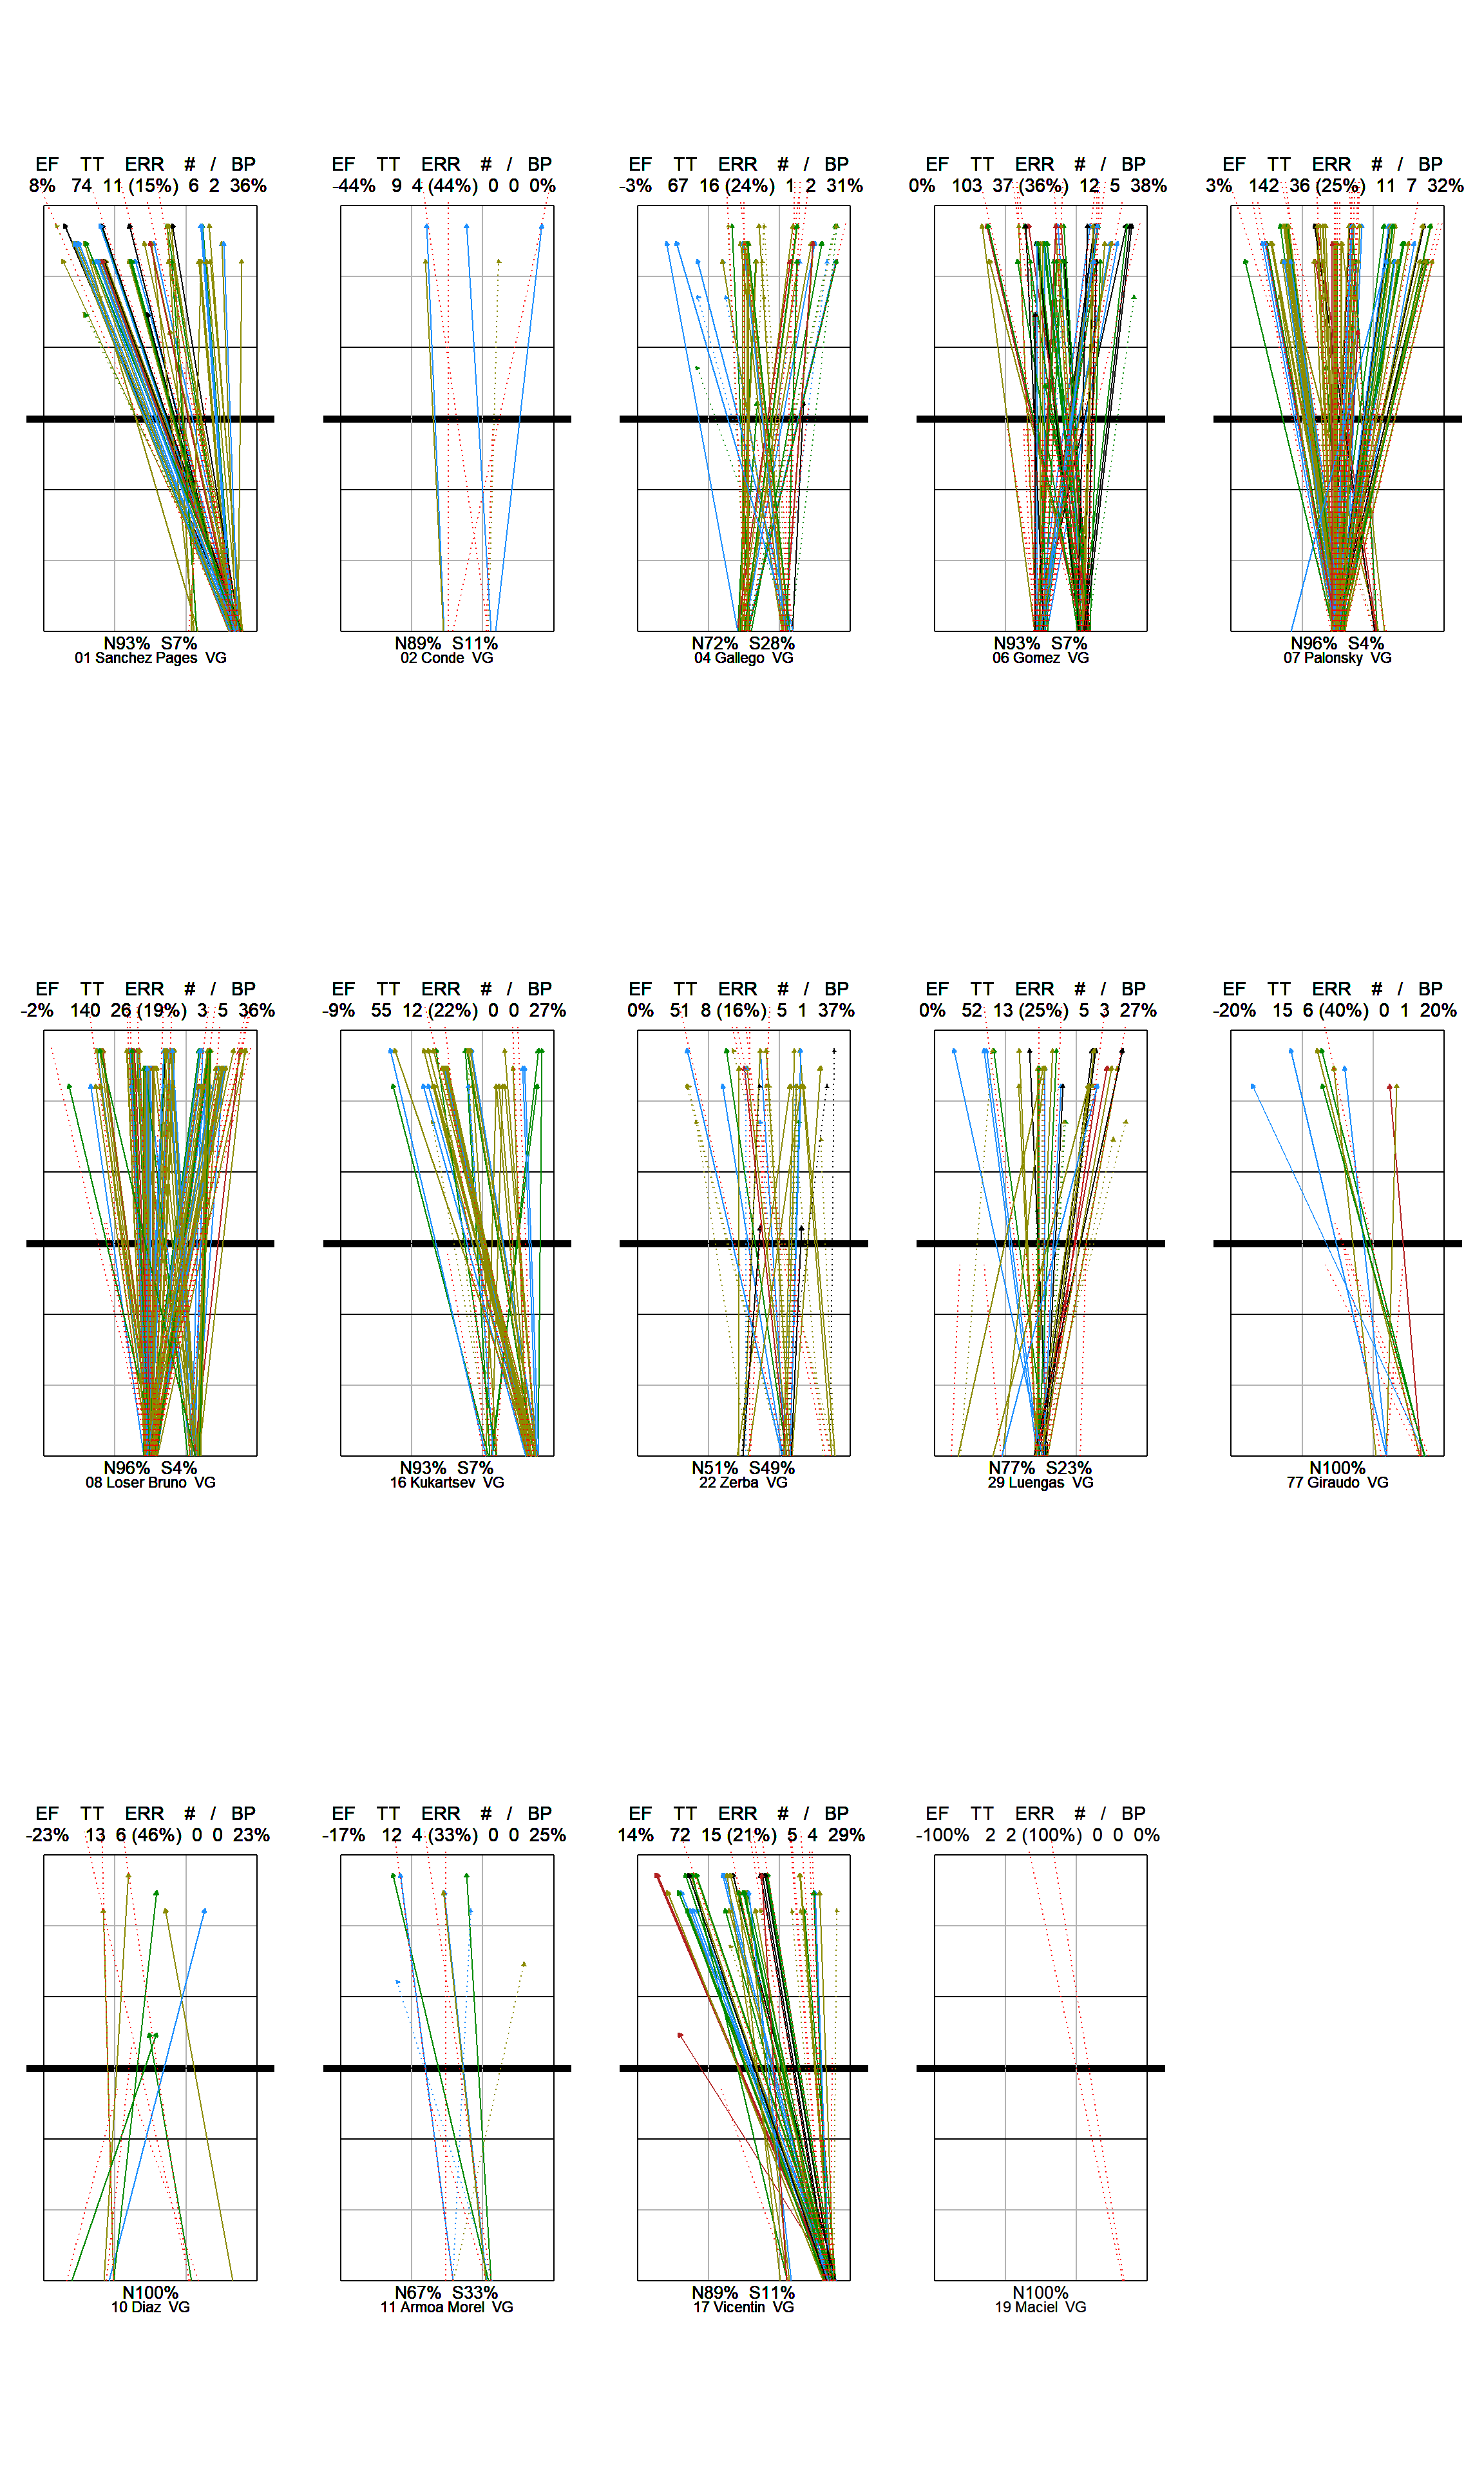 EF TT ERR # / BP
8% 74 11 (15%) 6 2 36%
EF TT ERR # / BP
-44% 9 4 (44%) 0 0 0%
EF TT ERR # / BP
-3% 67 16 (24%) 1 2 31%
EF TT ERR # / BP
0% 103 37 (36%) 12 5 38%
EF TT ERR # / BP
3% 142 36 (25%) 11 7 32%
N93% S7%
01 Sanchez Pages VG
N89% S11%
02 Conde VG
N72% S28%
04 Gallego VG
N93% S7%
06 Gomez VG
N96% S4%
07 Palonsky VG
EF TT ERR # / BP
-2% 140 26 (19%) 3 5 36%
EF TT ERR # / BP
-9% 55 12 (22%) 0 0 27%
EF TT ERR # / BP
0% 51 8 (16%) 5 1 37%
EF TT ERR # / BP
0% 52 13 (25%) 5 3 27%
EF TT ERR # / BP
-20% 15 6 (40%) 0 1 20%
N96% S4%
08 Loser Bruno VG
N93% S7%
16 Kukartsev VG
N51% S49%
22 Zerba VG
N77% S23%
29 Luengas VG
N100%
77 Giraudo VG
EF TT ERR # / BP
-23% 13 6 (46%) 0 0 23%
EF TT ERR # / BP
-17% 12 4 (33%) 0 0 25%
EF TT ERR # / BP
14% 72 15 (21%) 5 4 29%
EF TT ERR # / BP
-100% 2 2 (100%) 0 0 0%
N100%
10 Diaz VG
N67% S33%
11 Armoa Morel VG
N89% S11%
17 Vicentin VG
N100%
19 Maciel VG